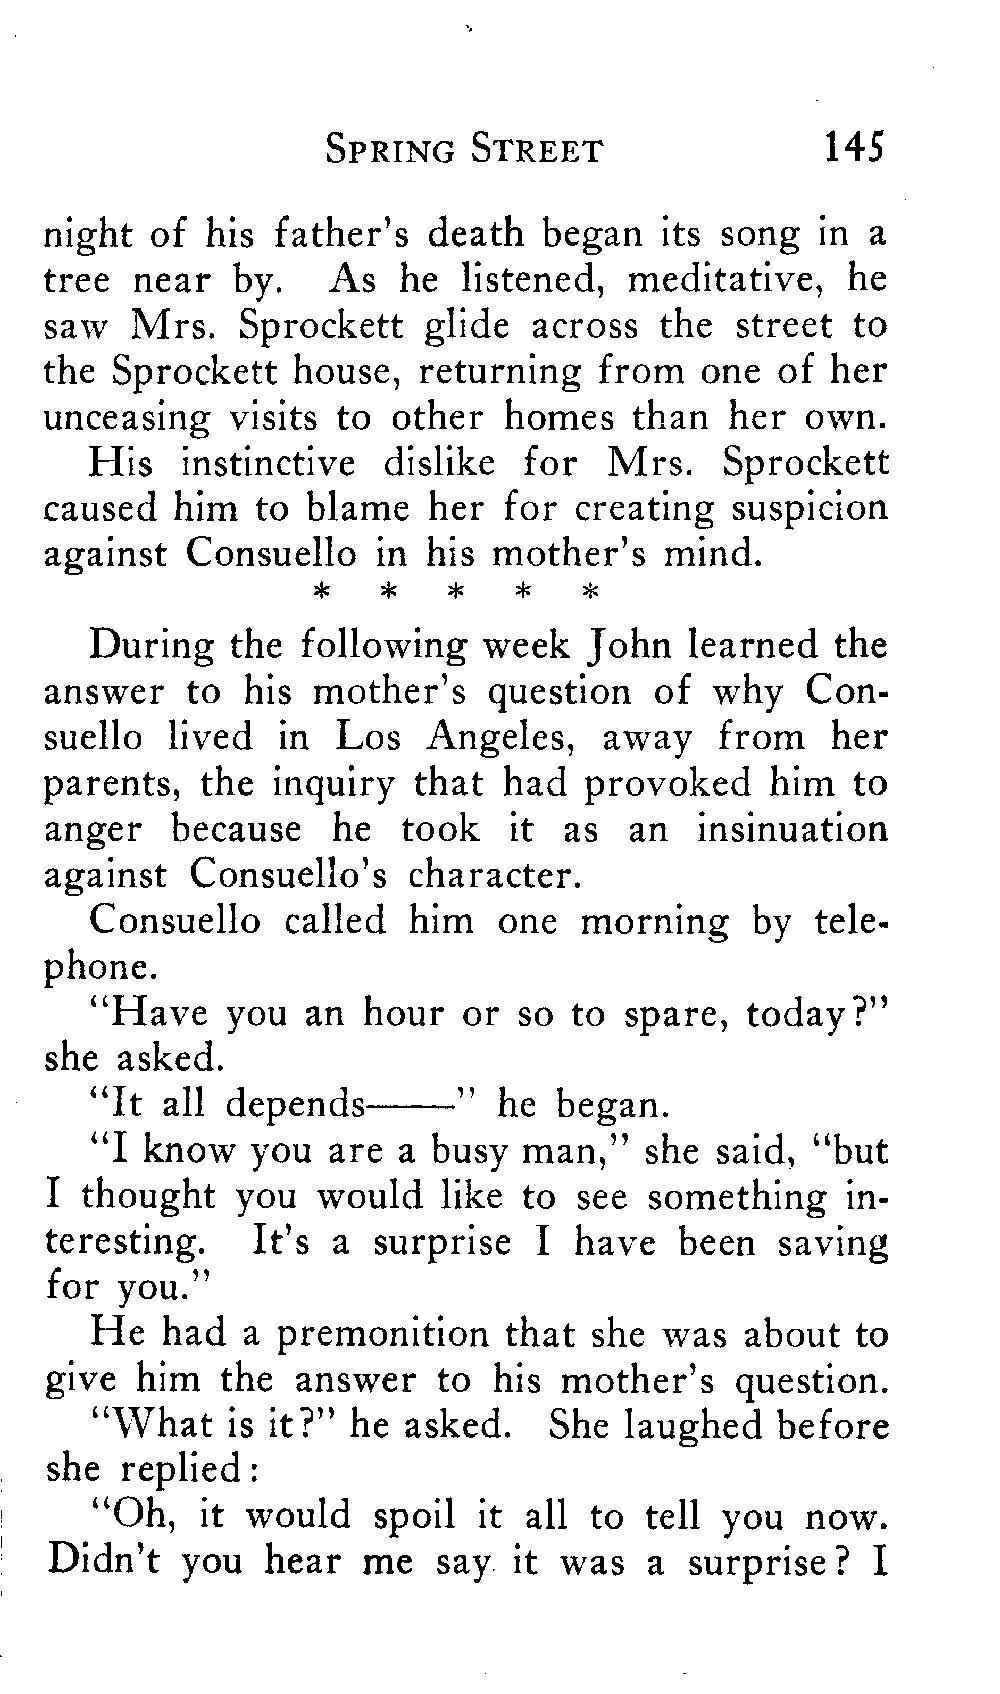 SPRING STREET 145
night of his father's death began its song in a
tree near by. As he listened, meditative, he
saw Mrs. Sprockett glide across the street to
the Sprockett house, returning from one of her
unceasing visits to other homes than her own.
His instinctive dislike for Mrs. Sprockett
caused him to blame her for creating suspicion
against Consuello in his mother's mind.
* * * * *
During the following week John learned the
answer to his mother's question of why Con-
suello lived in Los Angeles, away from her
parents, the inquiry that had provoked him to
anger because he took it as an insinuation
against Consuello's character.
Consuello called him one morning by tele-
phone.
"Have you an hour or so to spare, today?"
she asked.
"It all depends——" he began.
"I know you are a busy man," she said, "but
I thought you would like to see something in-
teresting. It's a surprise I have been saving
for you."
He had a premonition that she was about to
give him the answer to his mother's question.
"What is it?" he asked. She laughed before
she replied:
"Oh, it would spoil it all to tell you now.
Didn't you hear me say it was a surprise? I